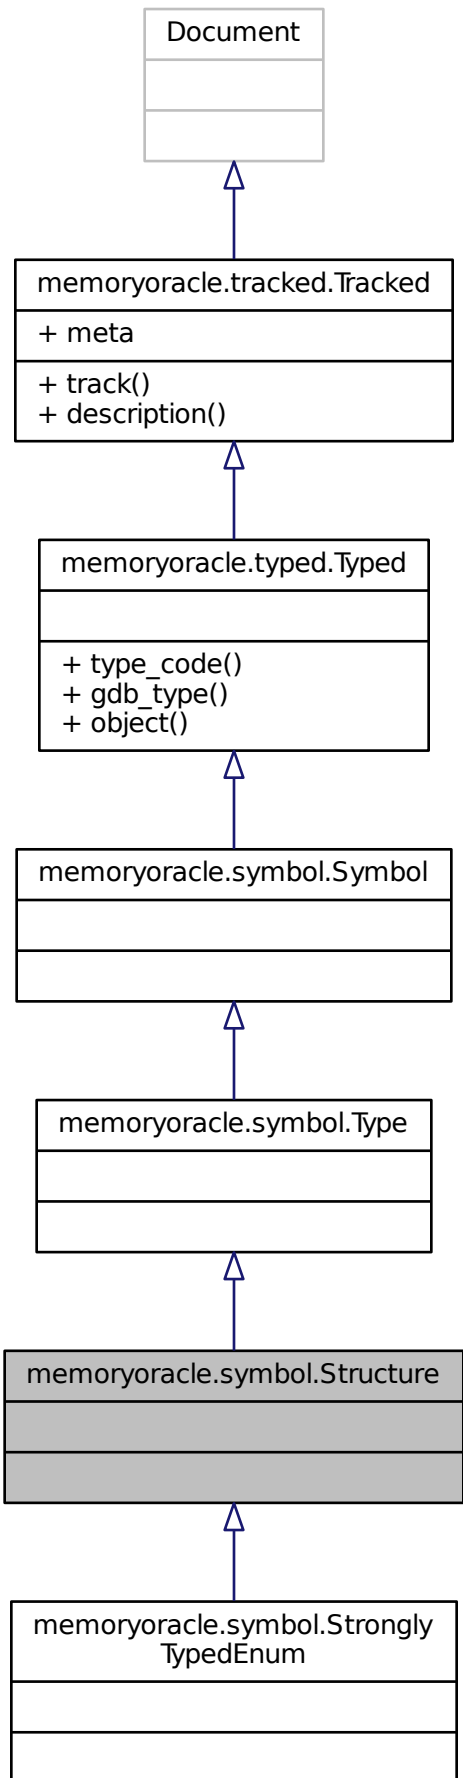 Document
memoryoracle.tracked.Tracked
+ meta
+ track()
+ description()
memoryoracle.typed.Typed
+ type_code()
+ gdb_type()
+ object()
memoryoracle.symbol.Symbol
memoryoracle.symbol.Type
memoryoracle.symbol.Structure
memoryoracle.symbol.Strongly
TypedEnum